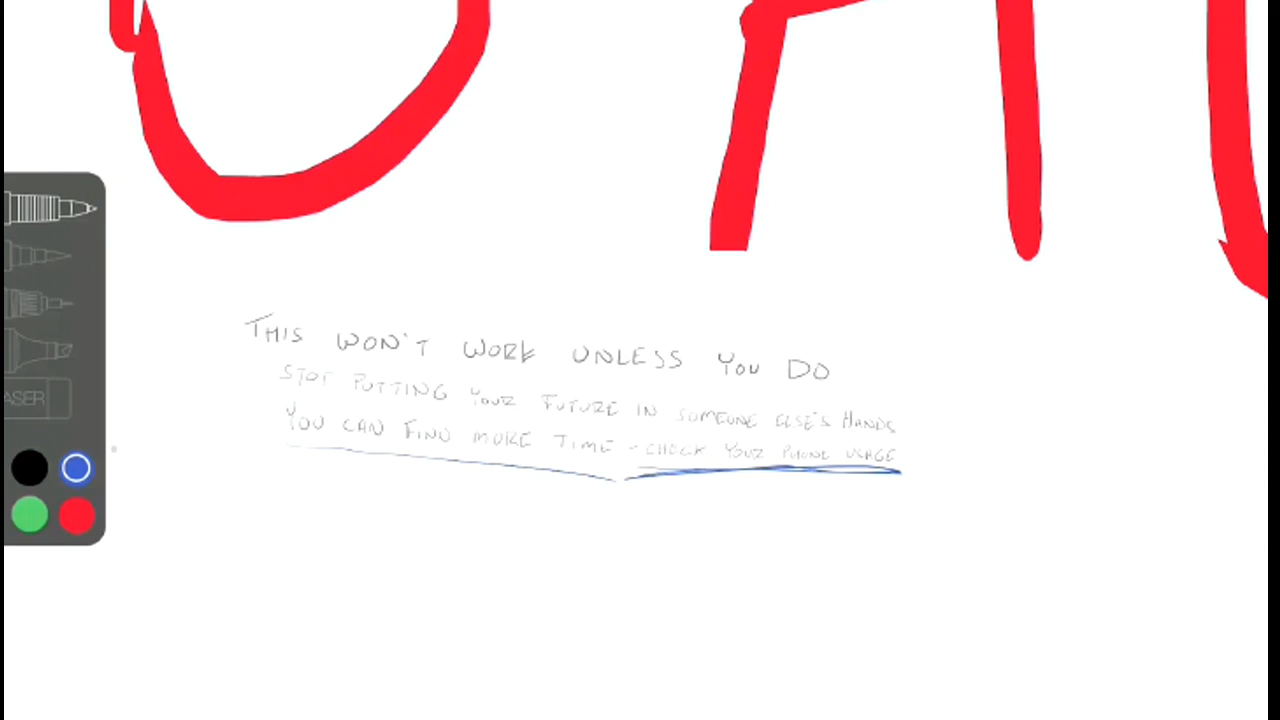 THIS WON'T WORK UNLESS YOU DO
STOP PUTTING YOUR FUTURE IN SOMEONE ELSE'S HANDS
YOU CAN FIND MORE TIME - CHECK YOUR PHONE USAGE
ASER